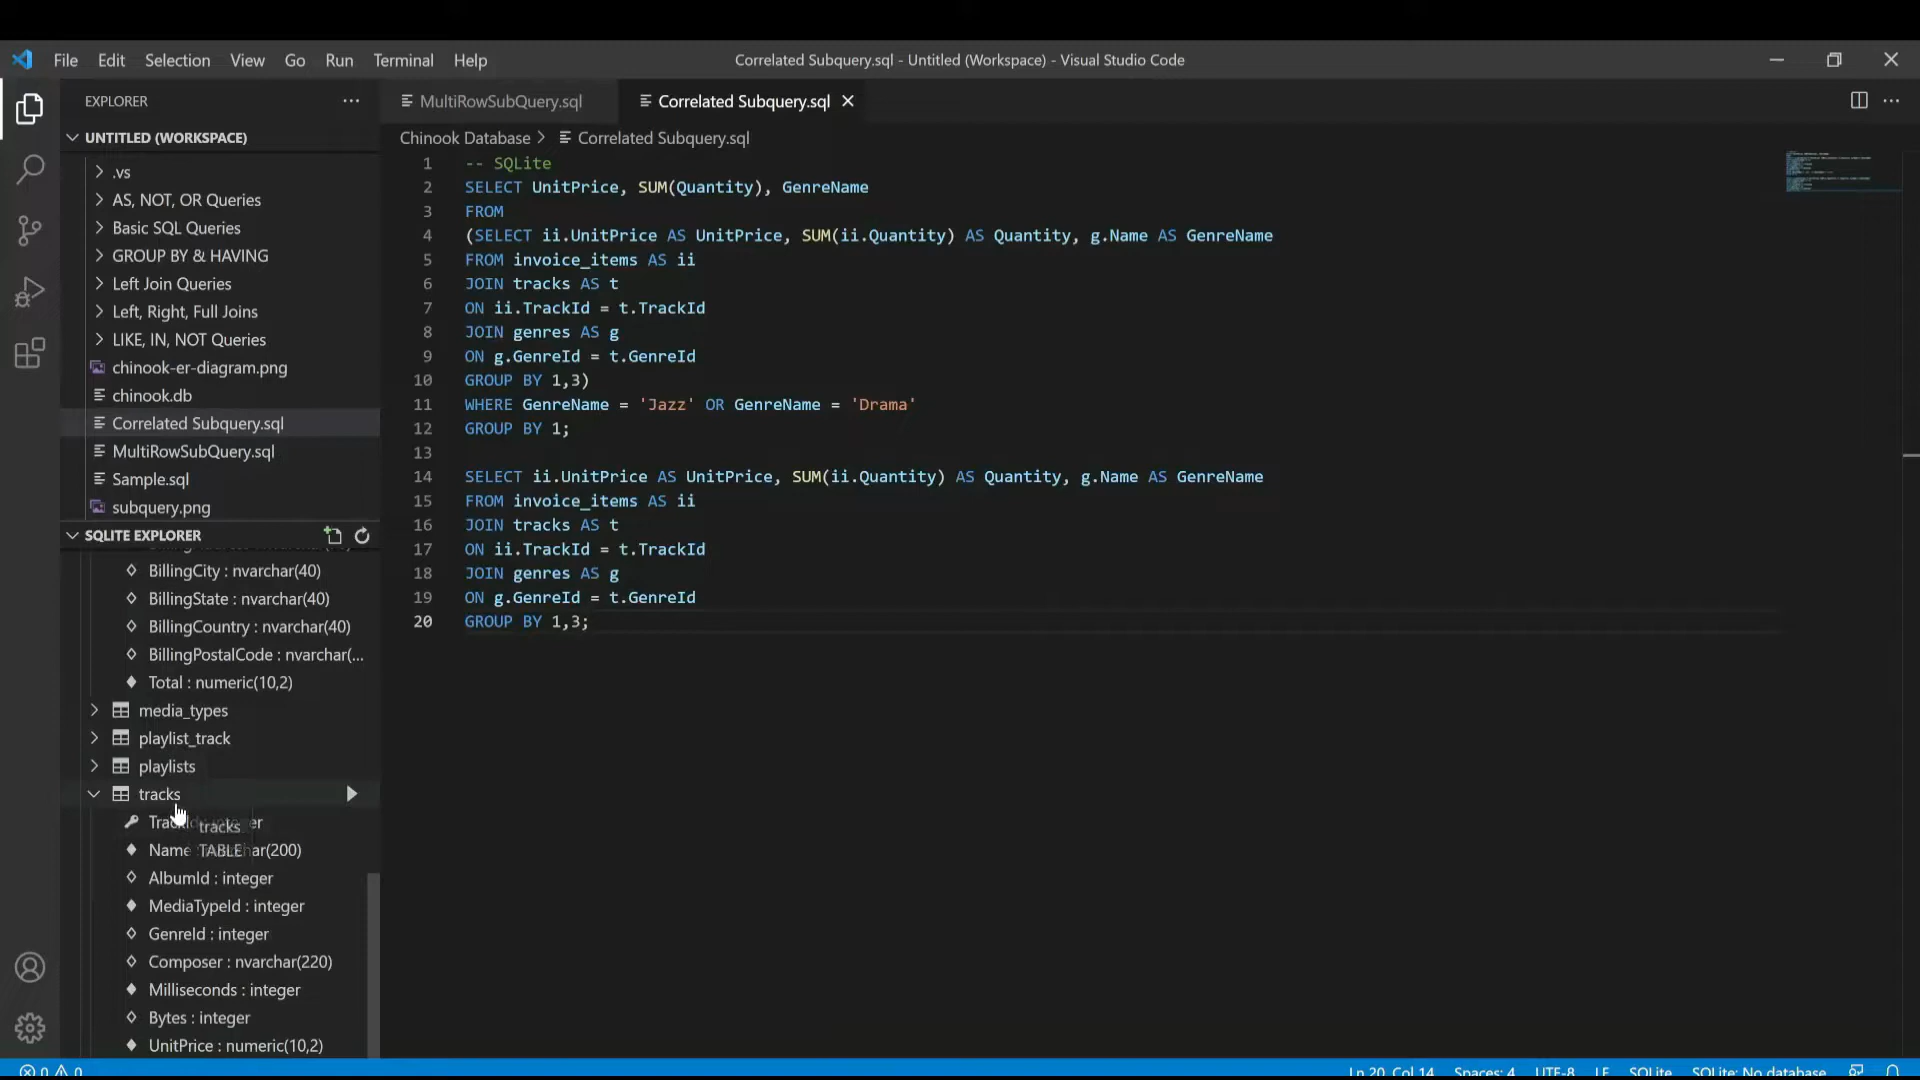 File Edit Selection View Go Run Terminal Help
Correlated Subquery.sql - Untitled (Workspace) - Visual Studio Code
EXPLORER
UNTITLED (WORKSPACE)
.vs
AS, NOT, OR Queries
Basic SQL Queries
GROUP BY & HAVING
Left Join Queries
Left, Right, Full Joins
LIKE, IN, NOT Queries
chinook-er-diagram.png
chinook.db
Correlated Subquery.sql
MultiRowSubQuery.sql
Sample.sql
subquery.png
SQLITE EXPLORER
BillingCity : nvarchar(40)
BillingState : nvarchar(40)
BillingCountry : nvarchar(40)
BillingPostalCode : nvarchar(...
Total : numeric(10,2)
media_types
playlist_track
playlists
tracks
tracks
TABLE
AlbumId : integer
MediaTypeId : integer
GenreId : integer
Composer : nvarchar(220)
Milliseconds : integer
Bytes : integer
UnitPrice : numeric(10,2)
MultiRowSubQuery.sql
Correlated Subquery.sql
Chinook Database > Correlated Subquery.sql
1 -- SQLite
2 SELECT UnitPrice, SUM(Quantity), GenreName
3 FROM
4 (SELECT ii.UnitPrice AS UnitPrice, SUM(ii.Quantity) AS Quantity, g.Name AS GenreName
5 FROM invoice_items AS ii
6 JOIN tracks AS t
7 ON ii.TrackId = t.TrackId
8 JOIN genres AS g
9 ON g.GenreId = t.GenreId
10 GROUP BY 1,3)
11 WHERE GenreName = 'Jazz' OR GenreName = 'Drama'
12 GROUP BY 1;
13
14 SELECT ii.UnitPrice AS UnitPrice, SUM(ii.Quantity) AS Quantity, g.Name AS GenreName
15 FROM invoice_items AS ii
16 JOIN tracks AS t
17 ON ii.TrackId = t.TrackId
18 JOIN genres AS g
19 ON g.GenreId = t.GenreId
20 GROUP BY 1,3;
0 0
Ln 20, Col 14 Spaces: 4 UTF-8 LF SQLite SQLite: No database